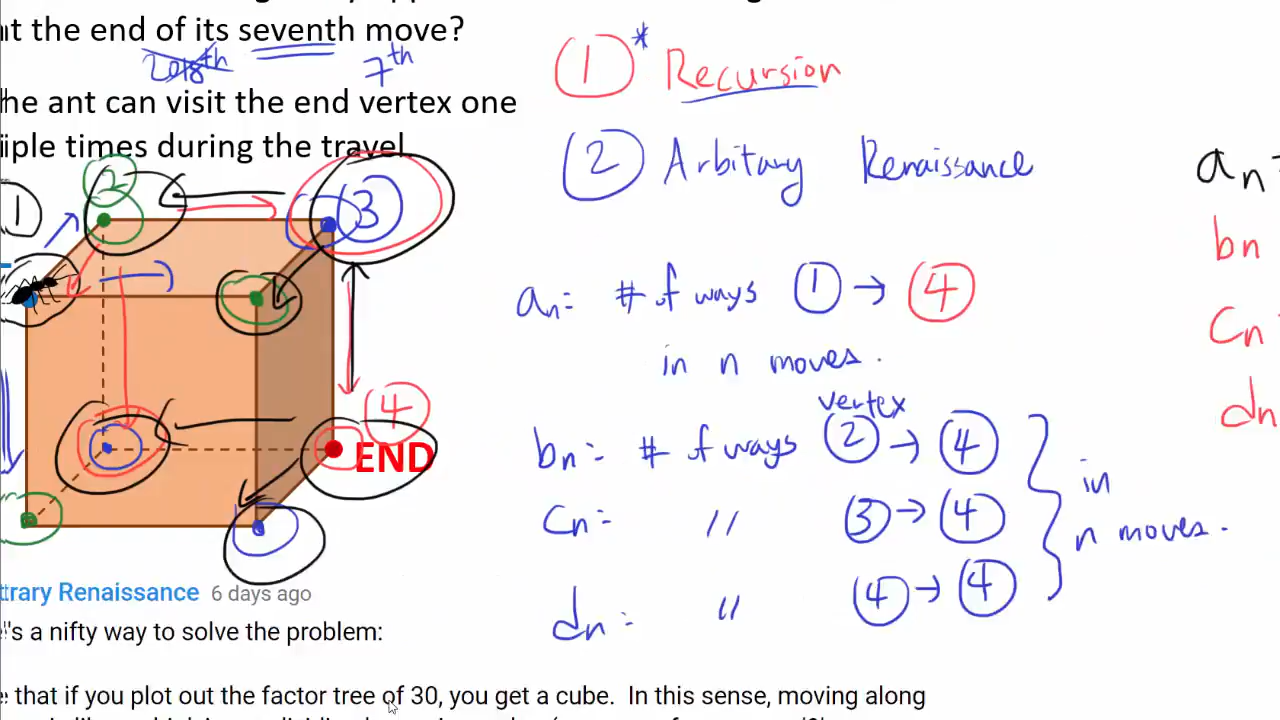 at the end of its seventh move?
7th
he ant can visit the end vertex one
iple times during the travel
1* Recursion
2 Arbitary Renaissance
1
2
3
4
END
an = # of ways 1 → 4
in n moves.
bn = # of ways vertex 2 → 4
cn = " 3 → 4
dn = " 4 → 4
in
n moves.
an =
bn
cn
dn
trary Renaissance 6 days ago
's a nifty way to solve the problem:
that if you plot out the factor tree of 30, you get a cube. In this sense, moving along